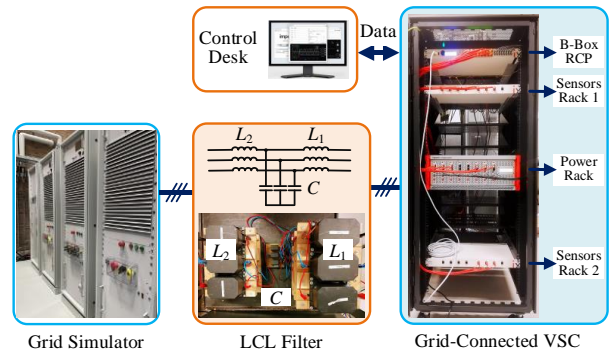 Control
Desk
Data
B-Box
RCP
Sensors
Rack 1
Power
Rack
Sensors
Rack 2
L2
L1
C
L2
L1
C
Grid Simulator
LCL Filter
Grid-Connected VSC